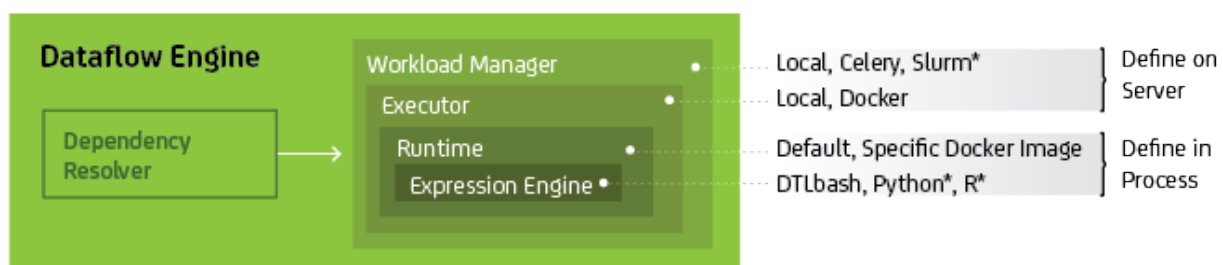 Dataflow Engine
Dependency
Resolver
Workload Manager
Executor
Runtime
Expression Engine
Local, Celery, Slurm*
Local, Docker
Default, Specific Docker Image
DTLbash, Python*, R*
Define on
Server
Define in
Process